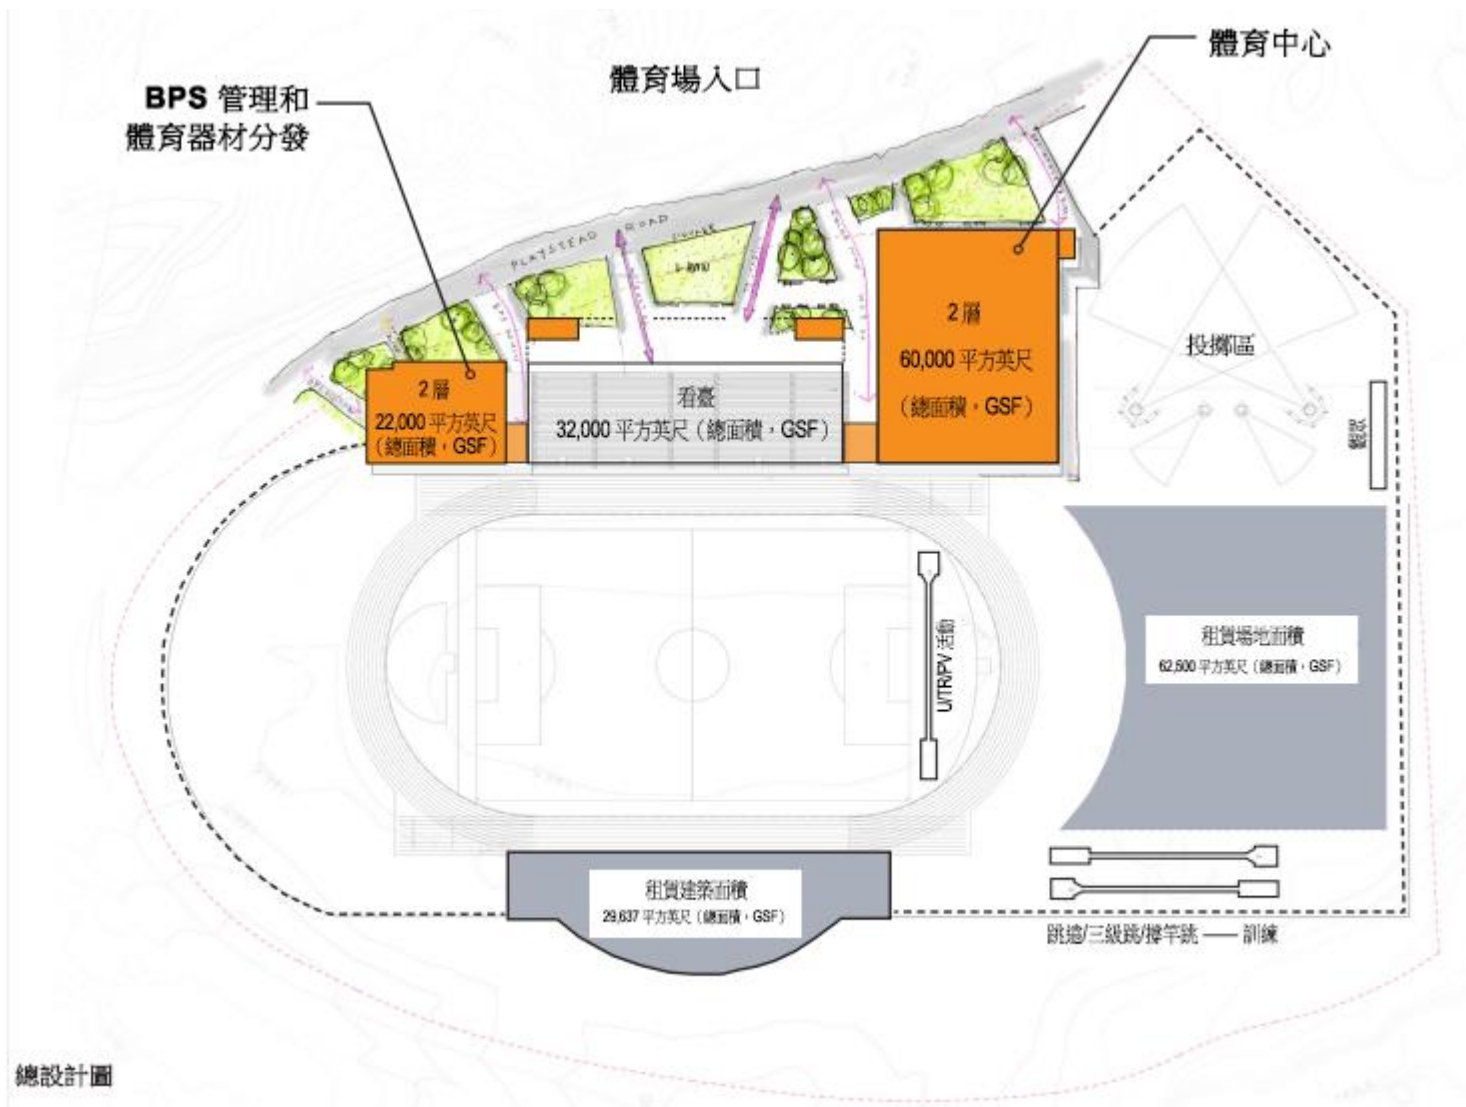 體育中心
體育場入口
BPS 管理和
體育器材分發
PLAYSTEAD ROAD
2 層
60,000 平方英尺
(總面積，GSF)
投擲區
2 層
22,000 平方英尺
(總面積，GSF)
看臺
32,000 平方英尺 (總面積，GSF)
觀眾
租賃場地面積
62,500 平方英尺 (總面積，GSF)
租賃建築面積
29,637 平方英尺 (總面積，GSF)
跳遠/三級跳/撐竿跳 —— 訓練
總設計圖